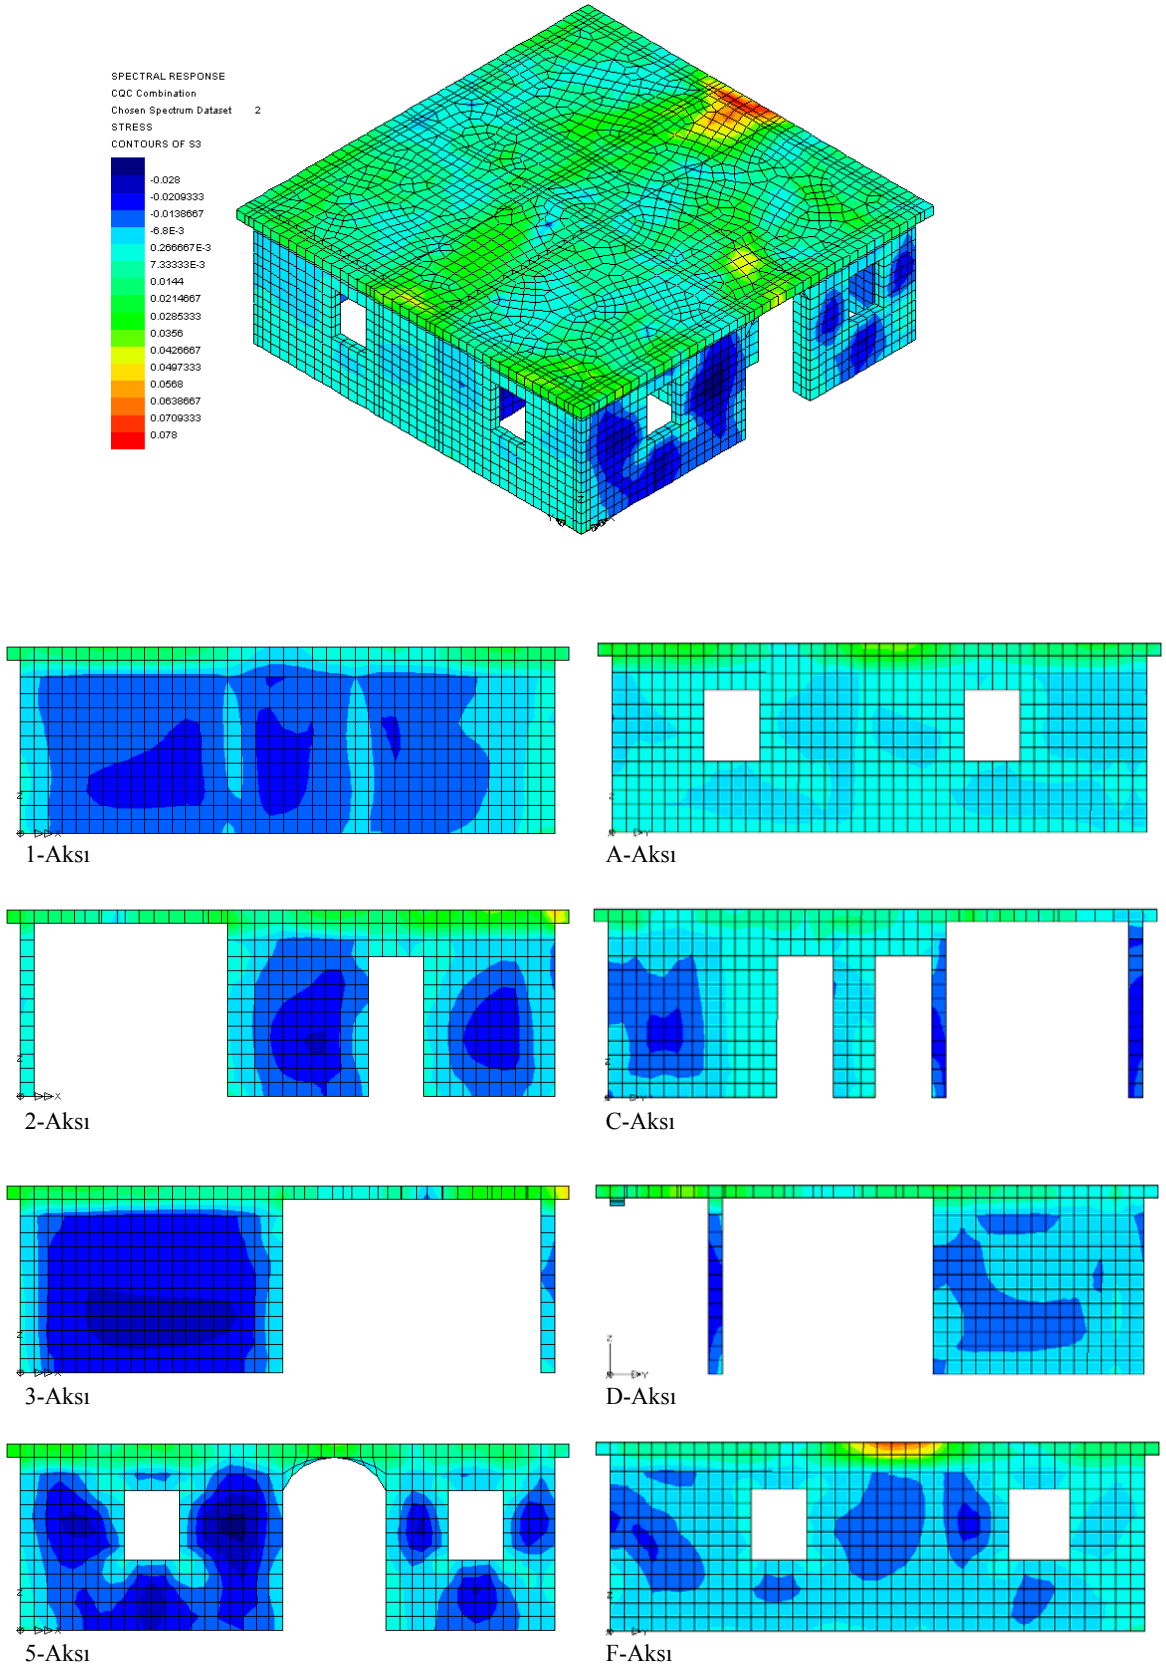 SPECTRAL RESPONSE
CQC Combination
Chosen Spectrum Dataset 2
STRESS
CONTOURS OF S3
-0.028
-0.0209333
-0.0138667
-6.8E-3
0.266667E-3
7.33333E-3
0.0144
0.0214667
0.0285333
0.0356
0.0426667
0.0497333
0.0568
0.0638667
0.0709333
0.078
Z
Z
X
1-Aksı
Z
Y
A-Aksı
Z
X
2-Aksı
Z
Y
C-Aksı
Z
X
3-Aksı
Z
Y
D-Aksı
Z
X
5-Aksı
Z
Y
F-Aksı